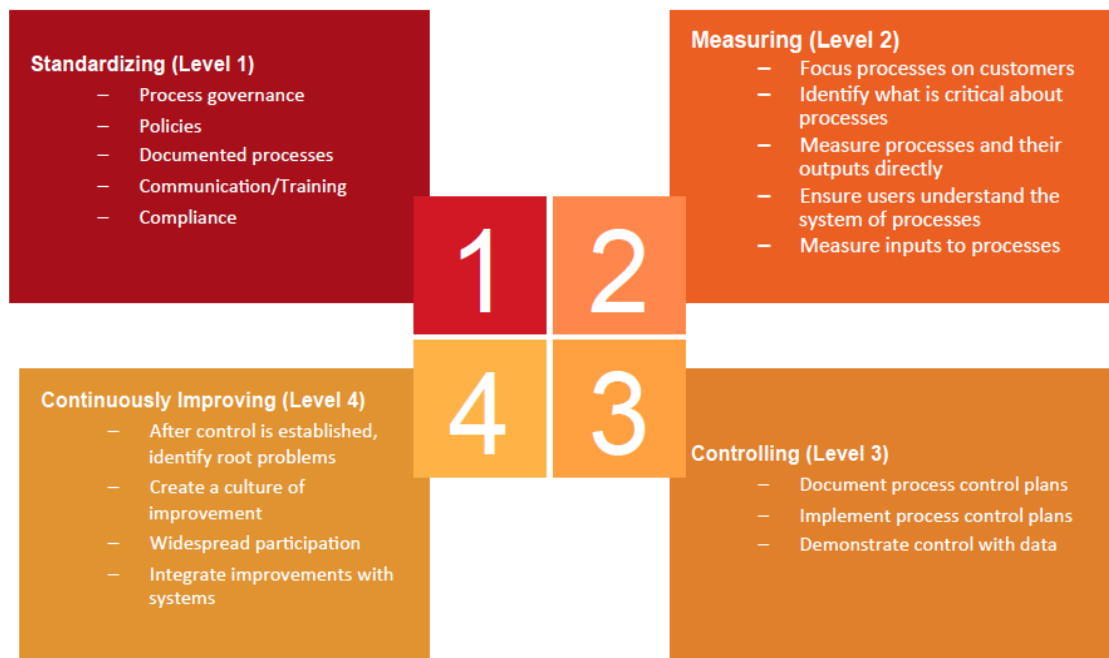 Standardizing (Level 1)
– Process governance
– Policies
– Documented processes
– Communication/Training
– Compliance
Measuring (Level 2)
– Focus processes on customers
– Identify what is critical about
processes
– Measure processes and their
outputs directly
– Ensure users understand the
system of processes
– Measure inputs to processes
1
2
4
3
Continuously Improving (Level 4)
– After control is established,
identify root problems
– Create a culture of
improvement
– Widespread participation
– Integrate improvements with
systems
Controlling (Level 3)
– Document process control plans
– Implement process control plans
– Demonstrate control with data